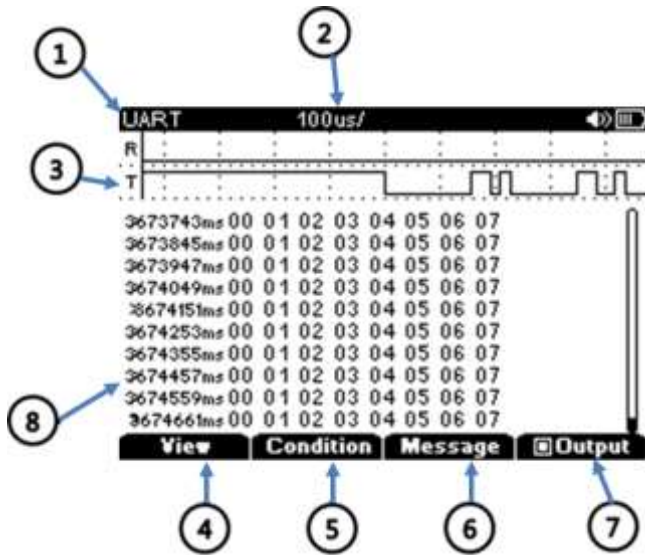 1
2
UART 100us/
R
3
T
3673743ms 00 01 02 03 04 05 06 07
3673845ms 00 01 02 03 04 05 06 07
3673947ms 00 01 02 03 04 05 06 07
3674049ms 00 01 02 03 04 05 06 07
3674151ms 00 01 02 03 04 05 06 07
3674253ms 00 01 02 03 04 05 06 07
3674355ms 00 01 02 03 04 05 06 07
3674457ms 00 01 02 03 04 05 06 07
8
3674559ms 00 01 02 03 04 05 06 07
3674661ms 00 01 02 03 04 05 06 07
View Condition Message Output
4 5 6 7